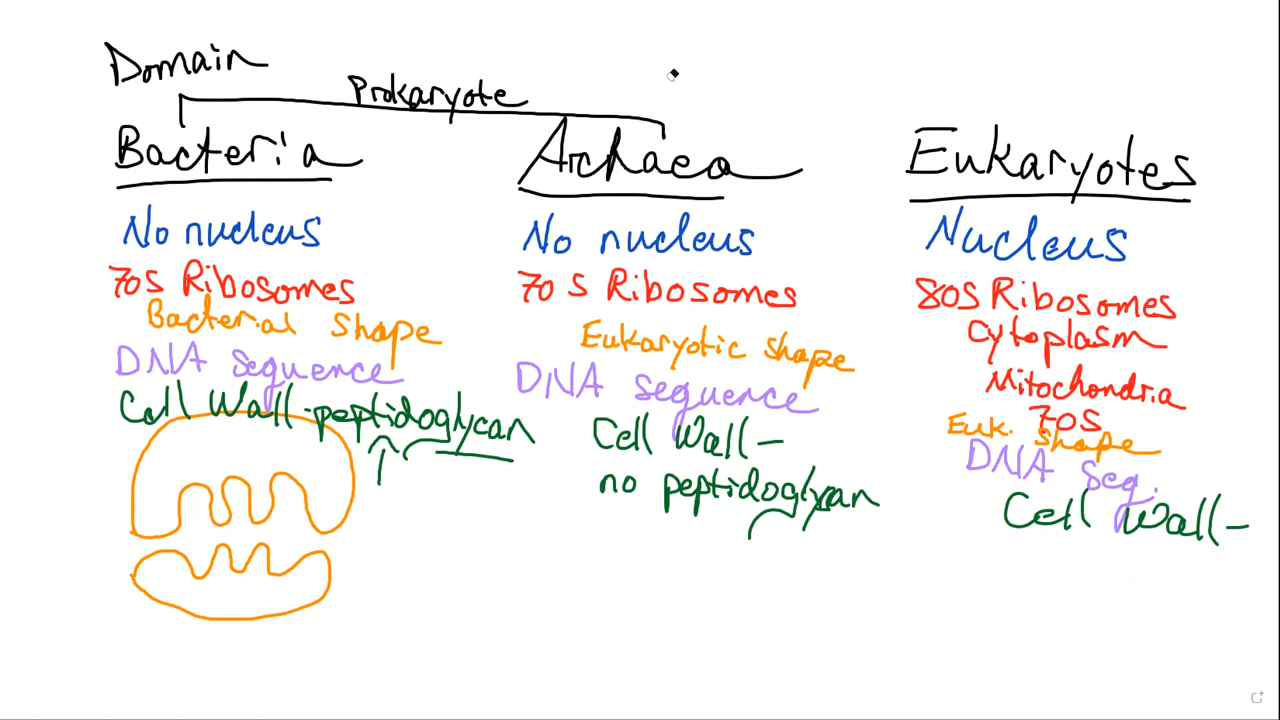 Domain
Prokaryote
Bacteria
No nucleus
70s Ribosomes
Bacterial shape
DNA sequence
Cell Wall-peptidoglycan
Archaea
No nucleus
70s Ribosomes
Eukaryotic shape
DNA sequence
Cell Wall-
no peptidoglycan
Eukaryotes
Nucleus
80s Ribosomes
Cytoplasm
Mitochondria
70s
Euk. shape
DNA seq.
Cell Wall-